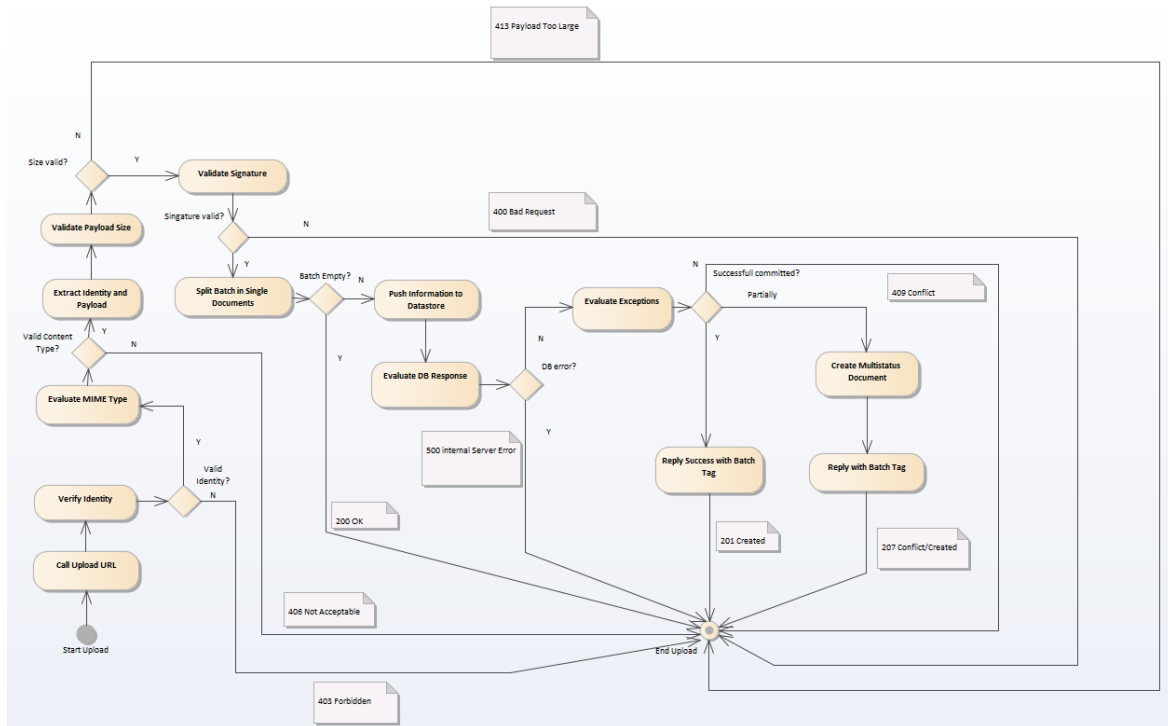 413 Payload Too Large
N
Size valid?
Y
Validate Signature
400 Bad Request
Validate Payload Size
Singature valid?
N
Y
Batch Empty?
N
N
Successfull committed?
Extract Identity and
Payload
Split Batch in Single
Documents
Push Information to
Datastore
Evaluate Exceptions
Partially
409 Conflict
Valid Content
Type?
Y
N
Y
N
Y
DB error?
Evaluate DB Response
Create Multistatus
Document
Evaluate MIME Type
Y
Y
500 internal Server Error
Reply Success with Batch
Tag
Reply with Batch Tag
Valid
Identity?
N
Verify Identity
200 OK
201 Created
207 Conflict/Created
Call Upload URL
406 Not Acceptable
Start Upload
End Upload
403 Forbidden